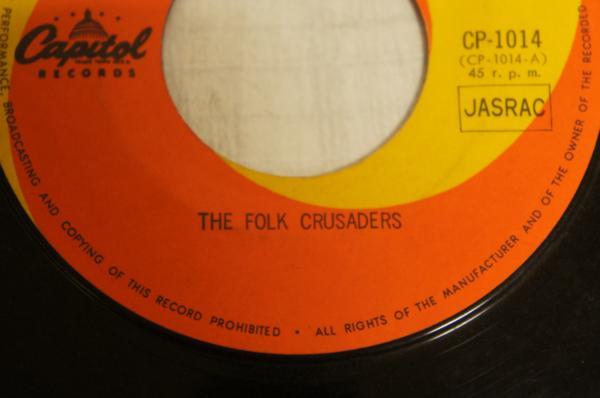 Capitol
RECORDS
CP-1014
(CP-1014-A)
45 r. p. m.
JASRAC
THE FOLK CRUSADERS
PERFORMANCE, BROADCASTING AND COPYING OF THIS RECORD PROHIBITED • ALL RIGHTS OF THE MANUFACTURER AND OF THE OWNER OF THE RECORDED